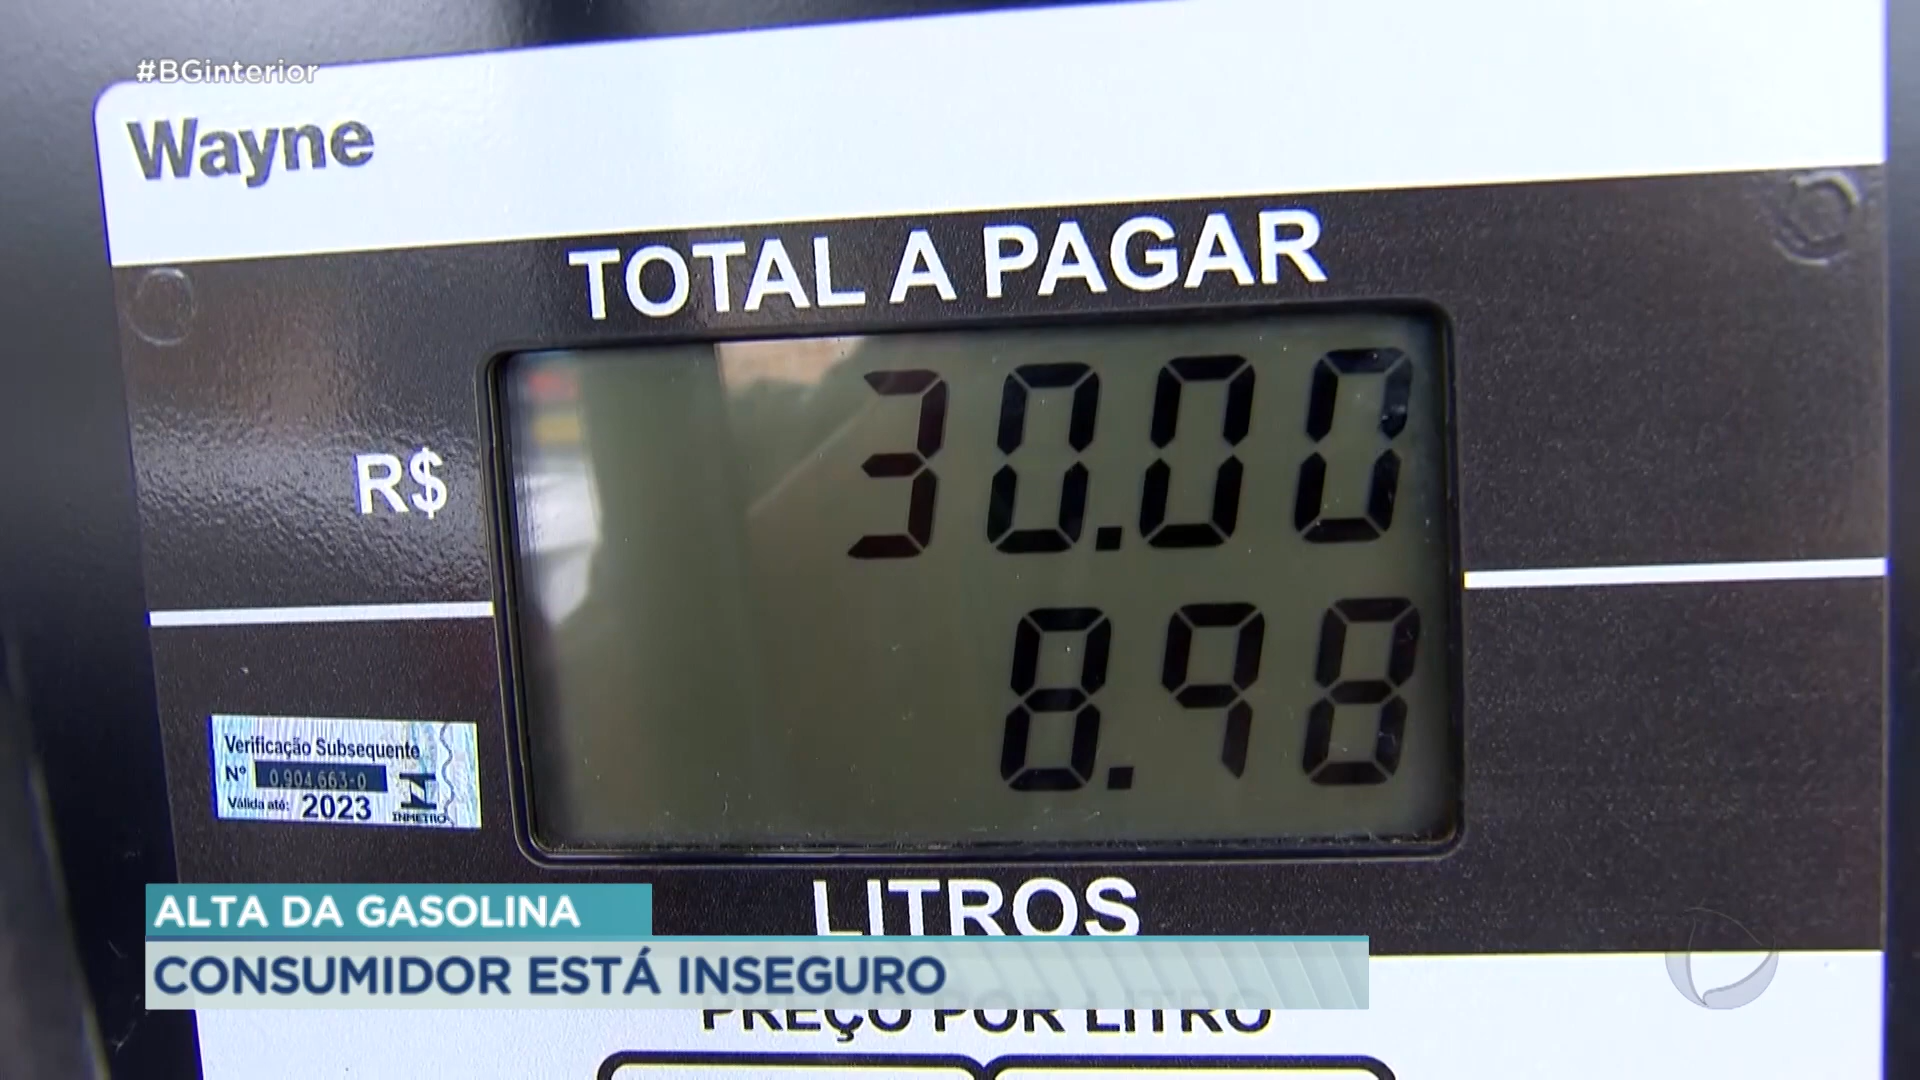 #BGinterior
Wayne
TOTAL A PAGAR
R$
30.00
8.98
Verificação Subsequente
Nº 0.904.663-0
Válida até: 2023
INMETRO
LITROS
ALTA DA GASOLINA
CONSUMIDOR ESTÁ INSEGURO
PREÇO POR LITRO